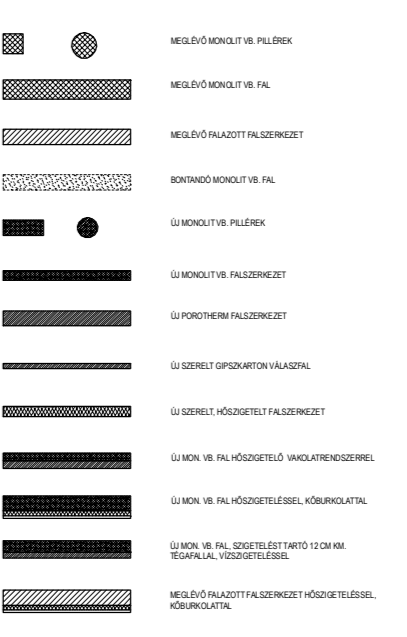 MEGLÉVŐ MONOLIT VB. PILLÉREK
MEGLÉVŐ MONOLIT VB. FAL
MEGLÉVŐ FALAZOTT FALSZERKEZET
BONTANDÓ MONOLIT VB. FAL
ÚJ MONOLIT VB. PILLÉREK
ÚJ MONOLIT VB. FALSZERKEZET
ÚJ POROTHERM FALSZERKEZET
ÚJ SZERELT GIPSZKARTON VÁLASZFAL
ÚJ SZERELT, HŐSZIGETELT FALSZERKEZET
ÚJ MON. VB. FAL HŐSZIGETELŐ VAKOLATRENDSZERREL
ÚJ MON. VB. FAL HŐSZIGETELÉSSEL, KŐBURKOLATTAL
ÚJ MON. VB. FAL, SZIGETELÉST TARTÓ 12 CM KM.
TÉGAFALLAL, VÍZSZIGETELÉSSEL
MEGLÉVŐ FALAZOTT FALSZERKEZET HŐSZIGETELÉSSEL,
KŐBURKOLATTAL